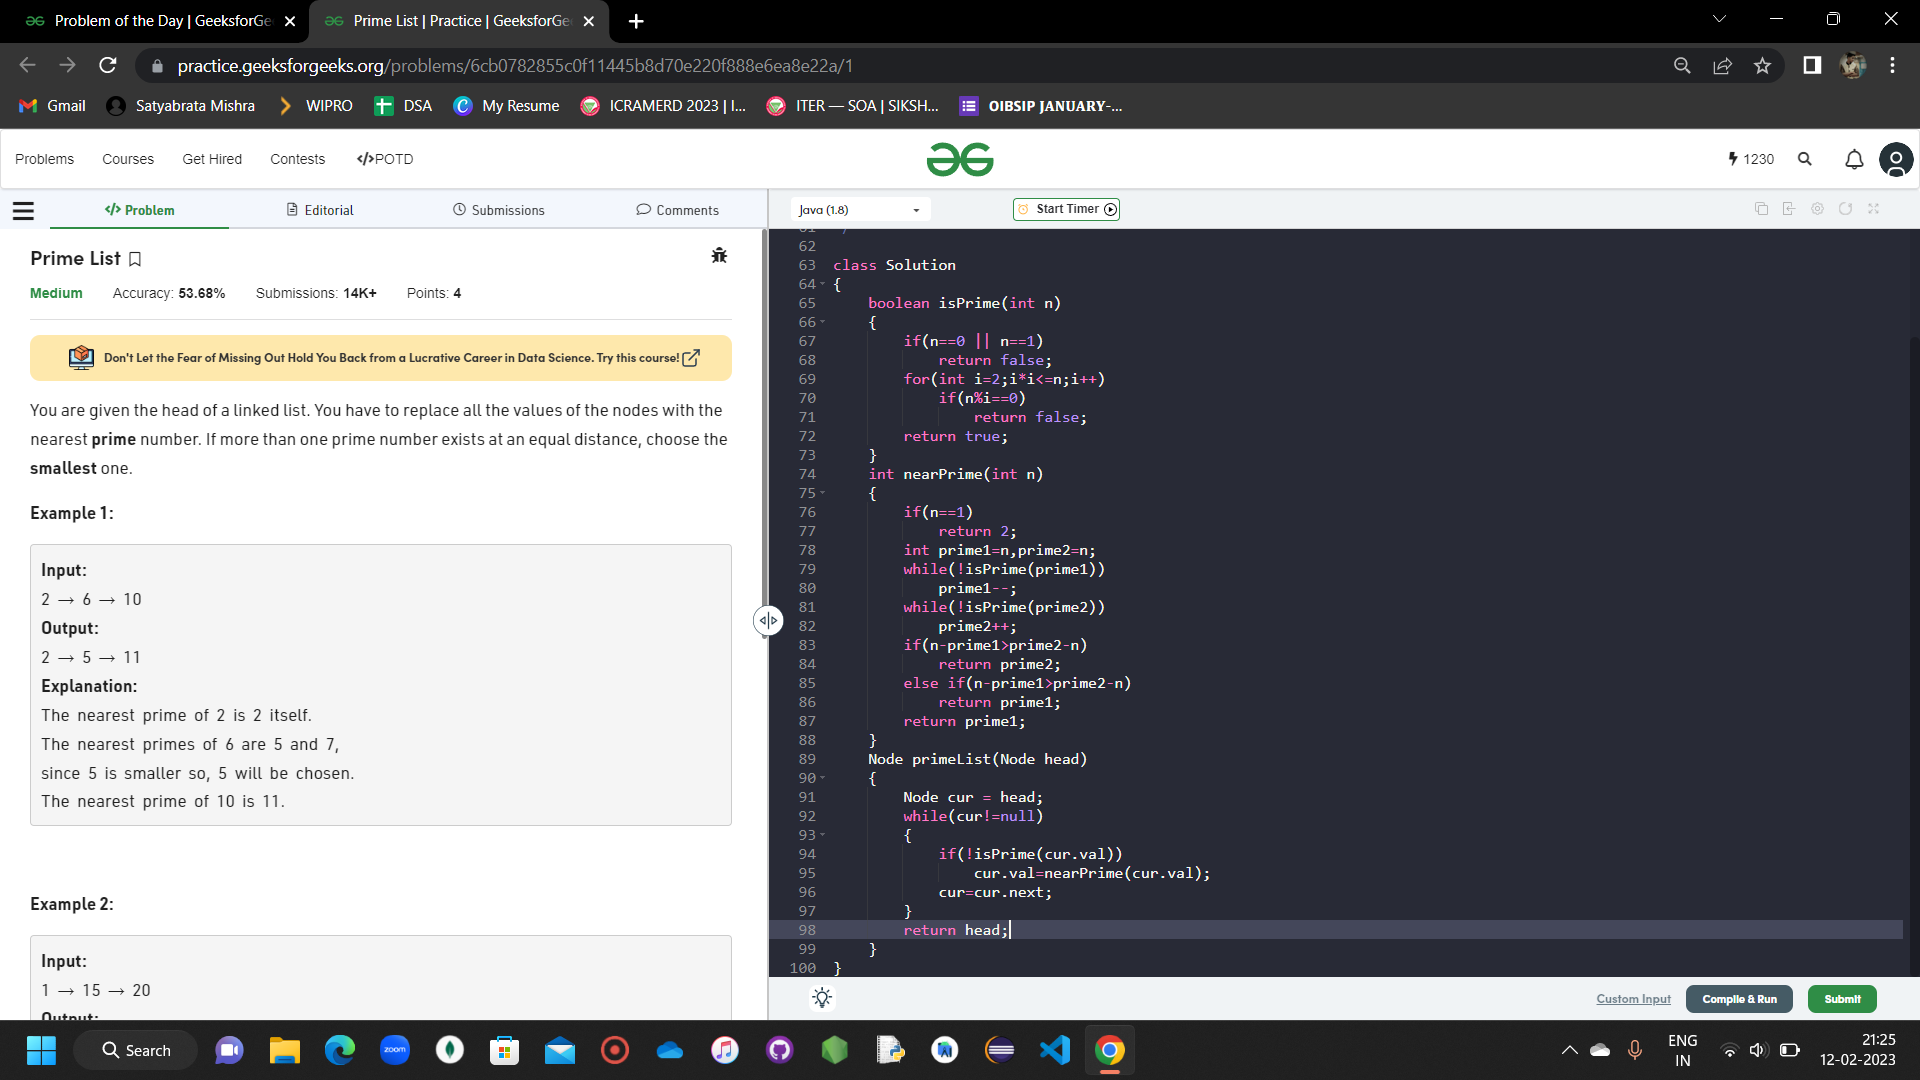 Problem of the Day | GeeksforGe
Prime List | Practice | GeeksforGe
practice.geeksforgeeks.org/problems/6cb0782855c0f11445b8d70e220f888e6ea8e22a/1
Gmail
Satyabrata Mishra
WIPRO
DSA
My Resume
ICRAMERD 2023 | I...
ITER — SOA | SIKSH...
OIBSIP JANUARY-...
Problems
Courses
Get Hired
Contests
</>POTD
1230
</> Problem
Editorial
Submissions
Comments
Java (1.8)
Start Timer
Prime List
Medium
Accuracy: 53.68%
Submissions: 14K+
Points: 4
Don't Let the Fear of Missing Out Hold You Back from a Lucrative Career in Data Science. Try this course!
You are given the head of a linked list. You have to replace all the values of the nodes with the
nearest prime number. If more than one prime number exists at an equal distance, choose the
smallest one.
Example 1:
Input:
2 → 6 → 10
Output:
2 → 5 → 11
Explanation:
The nearest prime of 2 is 2 itself.
The nearest primes of 6 are 5 and 7,
since 5 is smaller so, 5 will be chosen.
The nearest prime of 10 is 11.
Example 2:
Input:
1 → 15 → 20
Output:
61
62
63 class Solution
64 {
65 boolean isPrime(int n)
66 {
67 if(n==0 || n==1)
68 return false;
69 for(int i=2;i*i<=n;i++)
70 if(n%i==0)
71 return false;
72 return true;
73 }
74 int nearPrime(int n)
75 {
76 if(n==1)
77 return 2;
78 int prime1=n,prime2=n;
79 while(!isPrime(prime1))
80 prime1--;
81 while(!isPrime(prime2))
82 prime2++;
83 if(n-prime1>prime2-n)
84 return prime2;
85 else if(n-prime1>prime2-n)
86 return prime1;
87 return prime1;
88 }
89 Node primeList(Node head)
90 {
91 Node cur = head;
92 while(cur!=null)
93 {
94 if(!isPrime(cur.val))
95 cur.val=nearPrime(cur.val);
96 cur=cur.next;
97 }
98 return head;
99 }
100 }
Custom Input
Compile & Run
Submit
Search
zoom
ENG
IN
21:25
12-02-2023